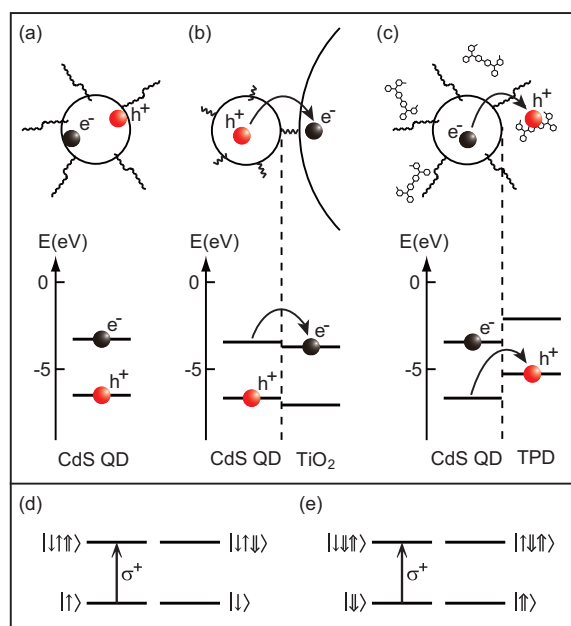 (a) (b) (c)
e⁻ h⁺ h⁺ e⁻ e⁻ h⁺
E(eV) E(eV) E(eV)
0 0 0
e⁻ e⁻ e⁻
-5 -5 -5
h⁺ h⁺ h⁺
CdS QD CdS QD TiO₂ CdS QD TPD
(d) (e)
|↓↑⇑⟩ |↓↑⇓⟩ |↓⇓⇑⟩ |↑⇓⇑⟩
σ⁺ σ⁺
|↑⟩ |↓⟩ |⇓⟩ |⇑⟩